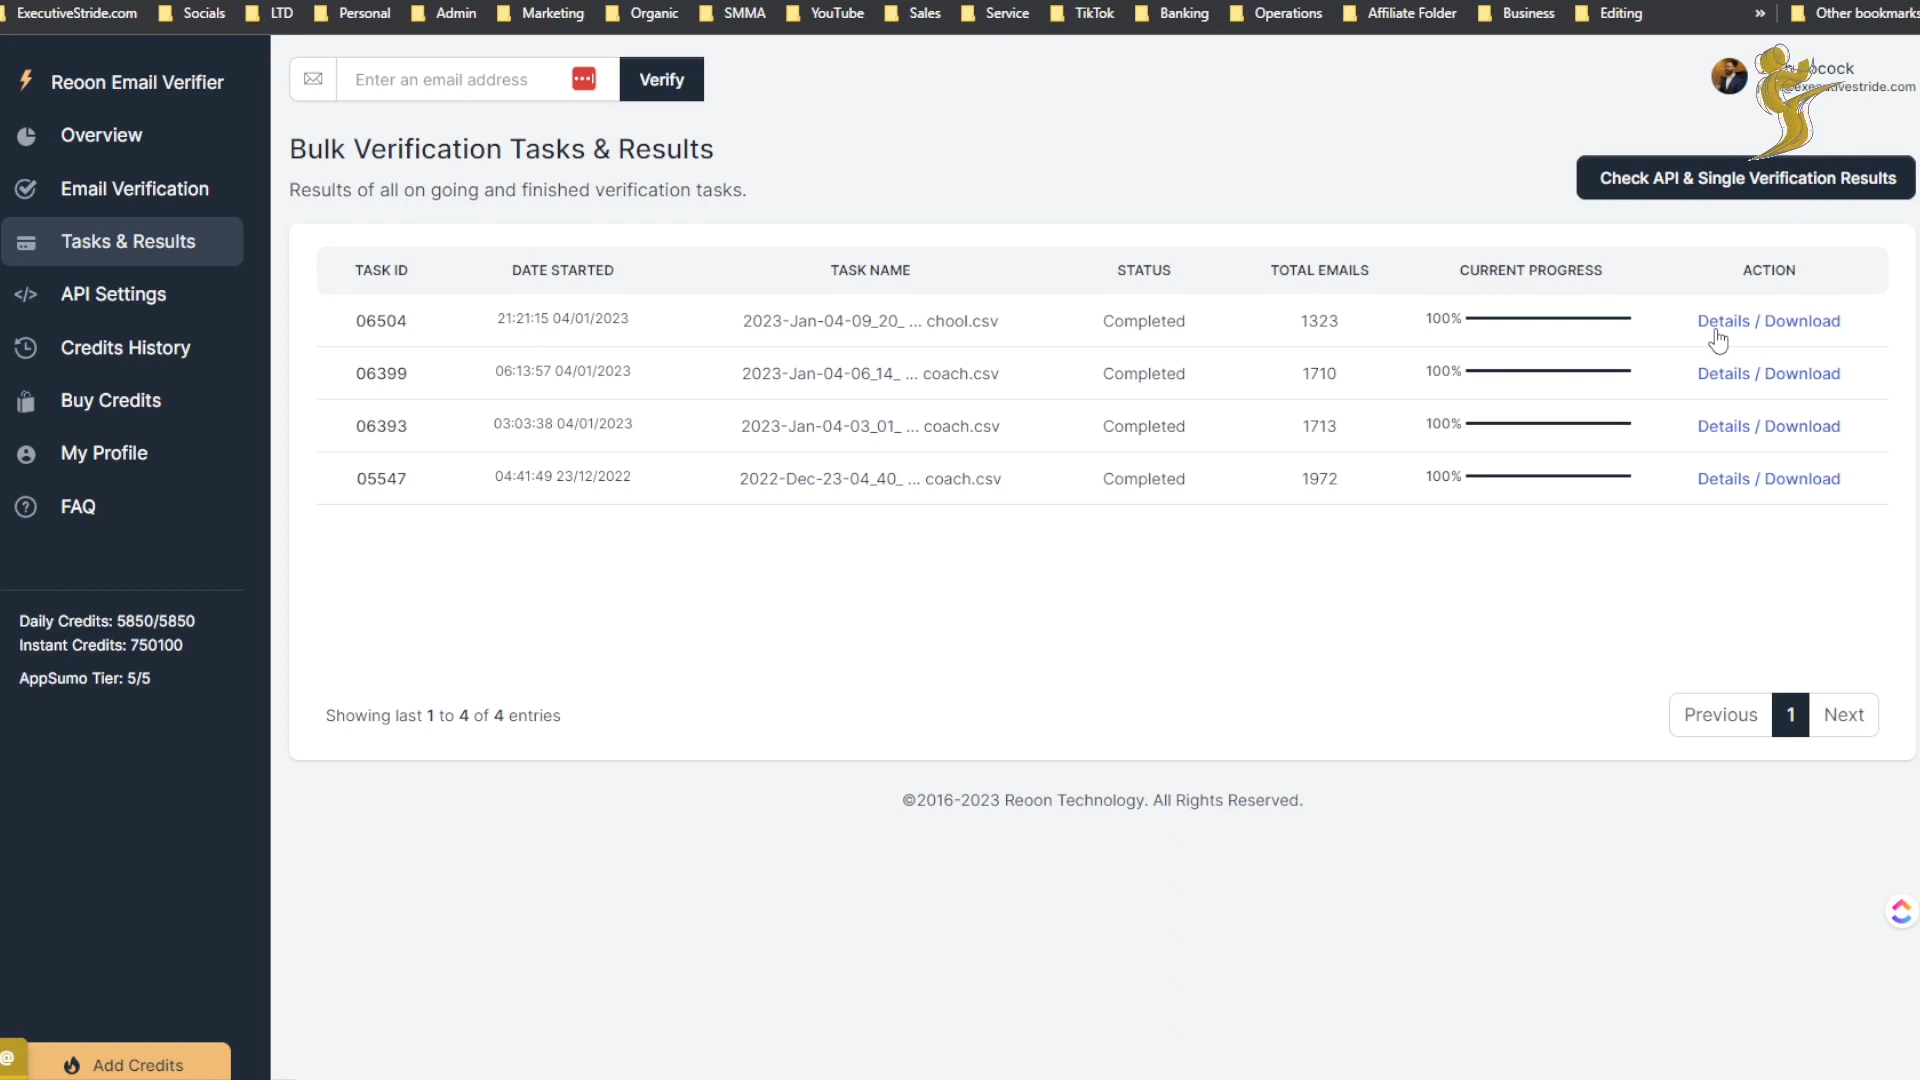 ExecutiveStride.com Socials LTD Personal Admin Marketing Organic SMMA YouTube Sales Service TikTok Banking Operations Affiliate Folder Business Editing » Other bookmarks
Reoon Email Verifier
Overview
Email Verification
Tasks & Results
API Settings
Credits History
Buy Credits
My Profile
FAQ
Daily Credits: 5850/5850
Instant Credits: 750100
AppSumo Tier: 5/5
@
Add Credits
Enter an email address Verify
Bulk Verification Tasks & Results
Results of all on going and finished verification tasks.
Check API & Single Verification Results
TASK ID DATE STARTED TASK NAME STATUS TOTAL EMAILS CURRENT PROGRESS ACTION
06504 21:21:15 04/01/2023 2023-Jan-04-09_20_ ... chool.csv Completed 1323 100% Details / Download
06399 06:13:57 04/01/2023 2023-Jan-04-06_14_ ... coach.csv Completed 1710 100% Details / Download
06393 03:03:38 04/01/2023 2023-Jan-04-03_01_ ... coach.csv Completed 1713 100% Details / Download
05547 04:41:49 23/12/2022 2022-Dec-23-04_40_ ... coach.csv Completed 1972 100% Details / Download
Showing last 1 to 4 of 4 entries
Previous 1 Next
©2016-2023 Reoon Technology. All Rights Reserved.